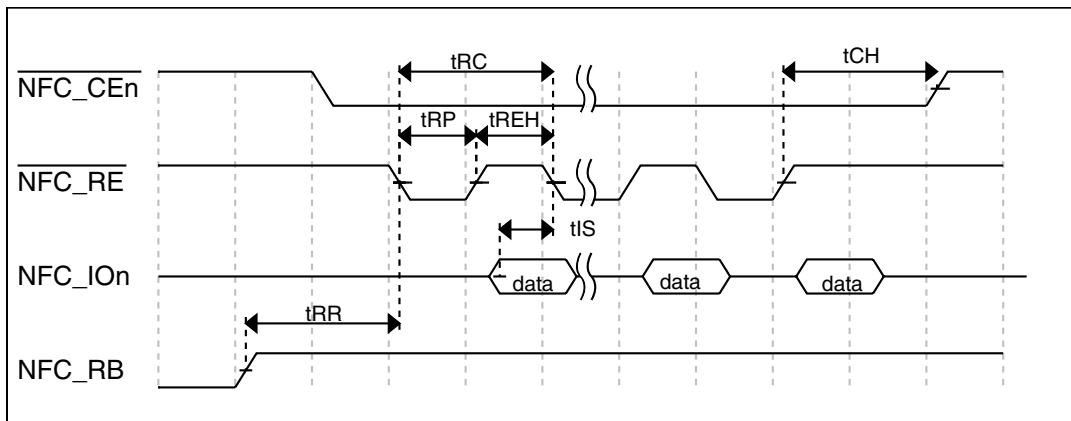 tRC
tCH
NFC_CEn
tRP
tREH
NFC_RE
tIS
NFC_IOn
data
data
data
tRR
NFC_RB